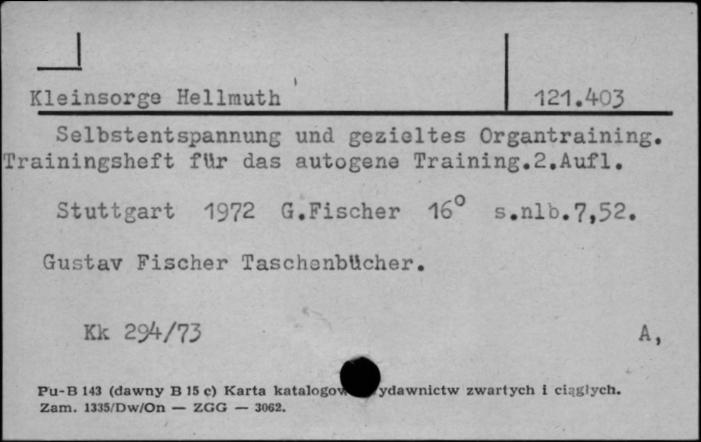 Kleinsorge Hellmuth 121.403
Selbstentspannung und gezieltes Organtraining.
Trainingsheft für das autogene Training.2.Aufl.
Stuttgart 1972 G.Fischer 16° s.nlb.7,52.
Gustav Fischer Taschenbücher.
Kk 294/73 A,
Pu-B 143 (dawny B 15 c) Karta zwartych i ciągłych.
Zam. 1335/Dw/On — ZGG — 3062.